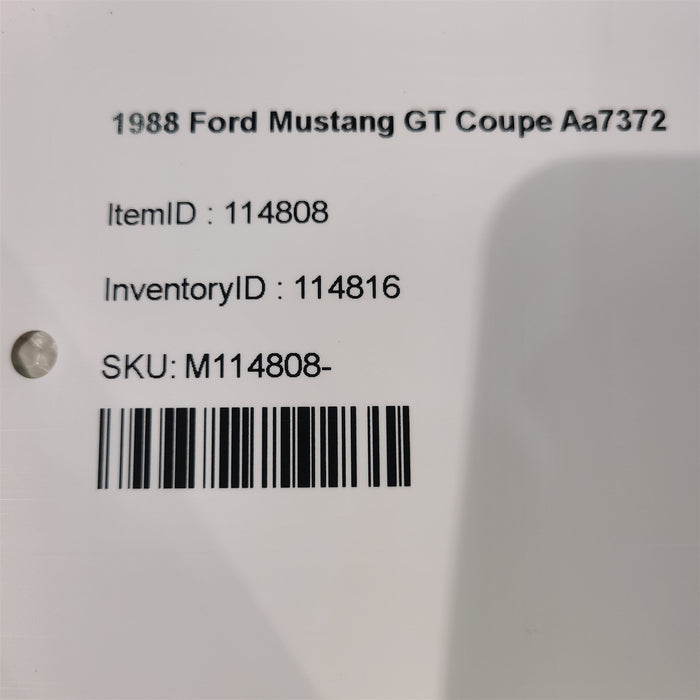 1988 Ford Mustang GT Coupe Aa7372
ItemID : 114808
InventoryID : 114816
SKU: M114808-